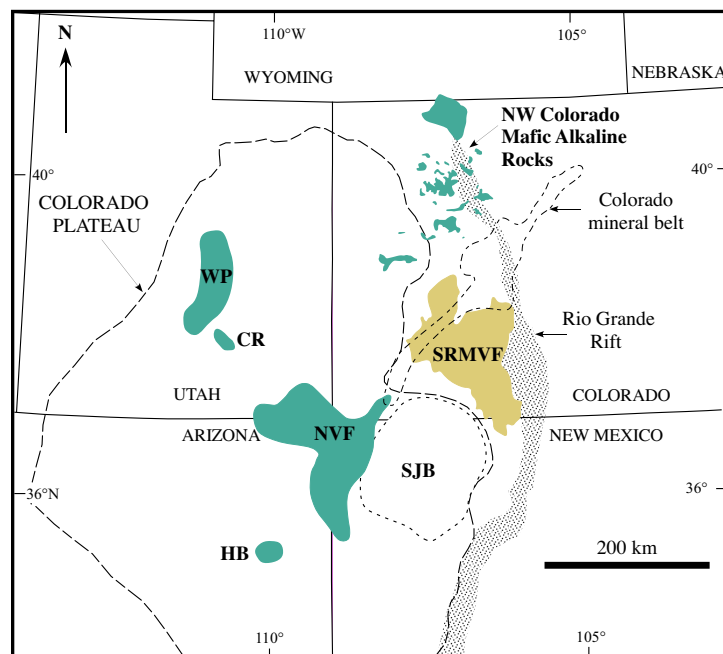 N
110°W
105°
WYOMING
NEBRASKA
NW Colorado
Mafic Alkaline
Rocks
40°
40°
COLORADO
PLATEAU
Colorado
mineral belt
WP
CR
Rio Grande
Rift
SRMVF
UTAH
COLORADO
ARIZONA
NVF
NEW MEXICO
SJB
36°N
36°
HB
200 km
110°
105°